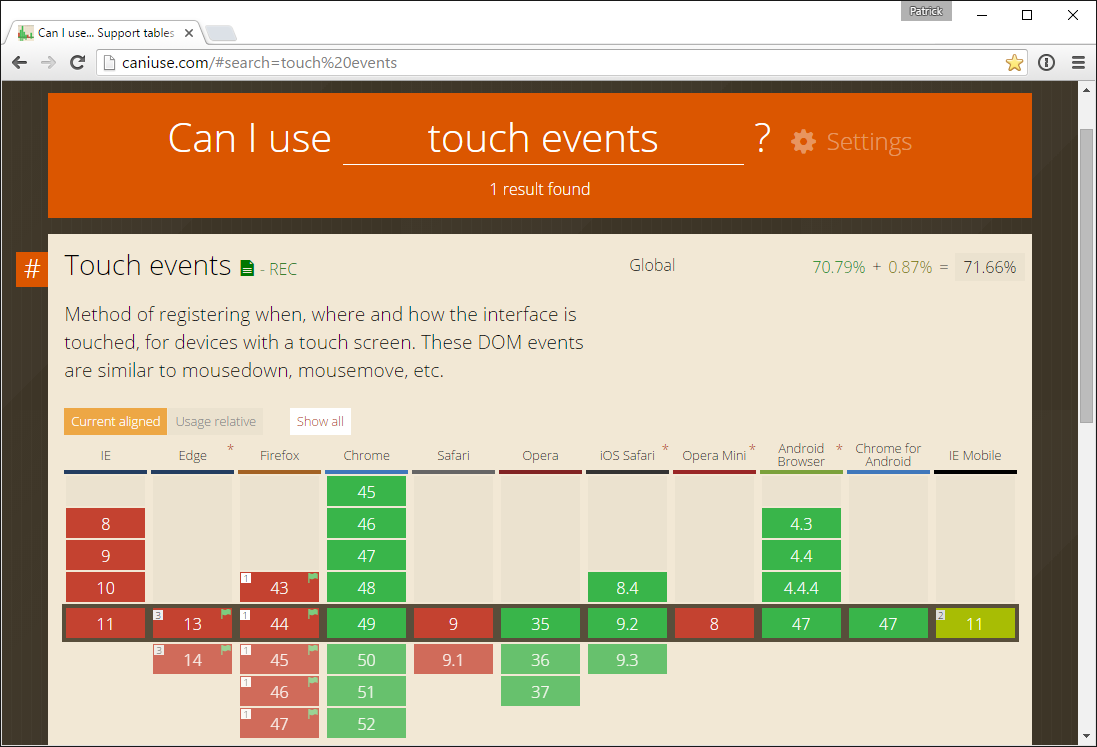 Patrick
Can I use... Support tables
caniuse.com/#search=touch%20events
Can I use touch events ? Settings
1 result found
# Touch events - REC Global 70.79% + 0.87% = 71.66%
Method of registering when, where and how the interface is
touched, for devices with a touch screen. These DOM events
are similar to mousedown, mousemove, etc.
Current aligned Usage relative Show all
IE Edge * Firefox Chrome Safari Opera iOS Safari * Opera Mini * Android Browser * Chrome for Android IE Mobile
45
8 46 4.3
9 47 4.4
10 1 43 48 8.4 4.4.4
11 3 13 1 44 49 9 35 9.2 8 47 47 2 11
3 14 1 45 50 9.1 36 9.3
1 46 51 37
1 47 52